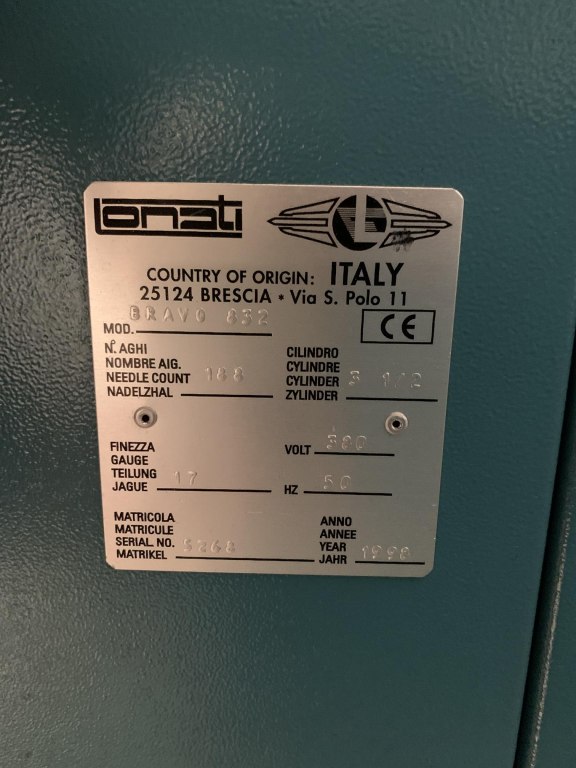 Lonati
COUNTRY OF ORIGIN: ITALY
25124 BRESCIA • Via S. Polo 11
MOD. BRAVO 832
CE
N.° AGHI
NOMBRE AIG.
NEEDLE COUNT 188
NADELZHAL
CILINDRO
CYLINDRE
CYLINDER 3 1/2
ZYLINDER
FINEZZA
GAUGE
TEILUNG
JAGUE 17
VOLT 380
HZ 50
MATRICOLA
MATRICULE
SERIAL NO. 5268
MATRIKEL
ANNO
ANNEE
YEAR 1998
JAHR